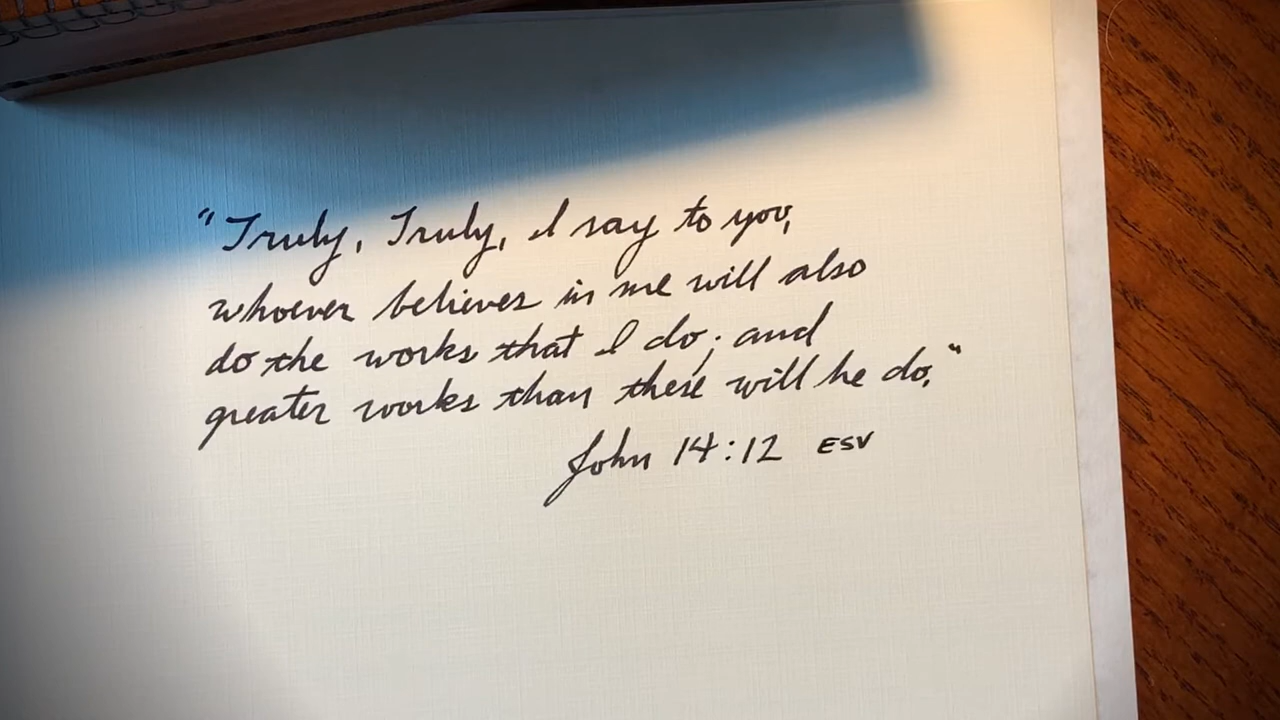 "Truly, Truly, I say to you,
whoever believes in me will also
do the works that I do; and
greater works than these will he do,"
John 14:12 ESV